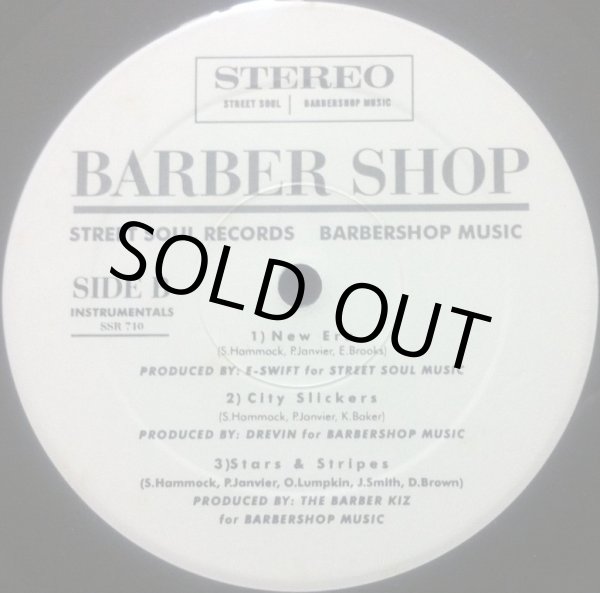 STEREO
STREET SOUL | BARBERSHOP MUSIC
BARBER SHOP
STREET SOUL RECORDS BARBERSHOP MUSIC
SIDE B
INSTRUMENTALS
SSR 710
SOLD OUT
1) New Er
(S.Hammock, P.Janvier, E.Brooks)
PRODUCED BY: E-SWIFT for STREET SOUL MUSIC
2) City Slickers
(S.Hammock, P.Janvier, K.Baker)
PRODUCED BY: DREVIN for BARBERSHOP MUSIC
3)Stars & Stripes
(S.Hammock, P.Janvier, O.Lumpkin, J.Smith, D.Brown)
PRODUCED BY: THE BARBER KIZ
for BARBERSHOP MUSIC